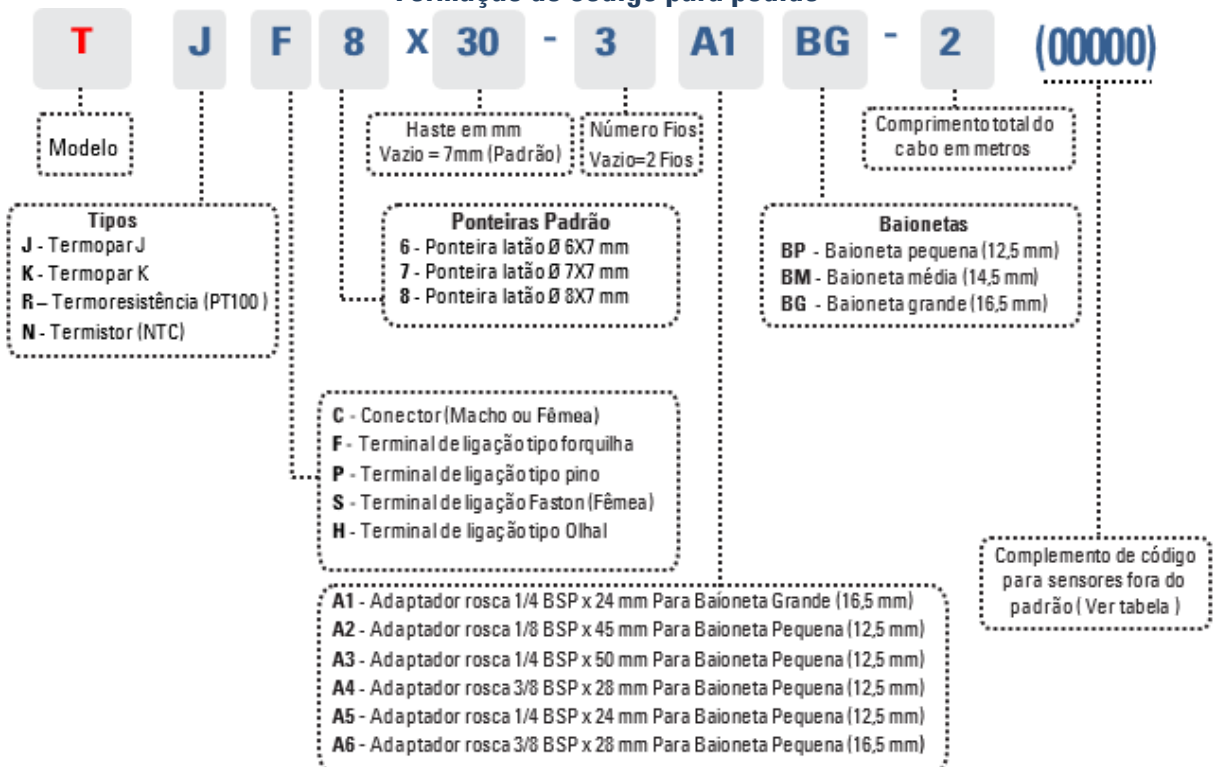 Formação do código para pedido
T J F 8 x 30 - 3 A1 BG - 2 (00000)
Modelo
Haste em mm
Vazio = 7mm (Padrão)
Número Fios
Vazio=2 Fios
Comprimento total do
cabo em metros
Tipos
J - Termopar J
K - Termopar K
R – Termoresistência (PT100 )
N - Termistor (NTC)
Ponteiras Padrão
6 - Ponteira latão Ø 6X7 mm
7 - Ponteira latão Ø 7X7 mm
8 - Ponteira latão Ø 8X7 mm
Baionetas
BP - Baioneta pequena (12,5 mm)
BM - Baioneta média (14,5 mm)
BG - Baioneta grande (16,5 mm)
C - Conector (Macho ou Fêmea)
F - Terminal de ligação tipo forquilha
P - Terminal de ligação tipo pino
S - Terminal de ligação Faston (Fêmea)
H - Terminal de ligação tipo Olhal
Complemento de código
para sensores fora do
padrão ( Ver tabela )
A1 - Adaptador rosca 1/4 BSP x 24 mm Para Baíoneta Grande (16,5 mm)
A2 - Adaptador rosca 1/8 BSP x 45 mm Para Baioneta Pequena (12,5 mm)
A3 - Adaptador rosca 1/4 BSP x 50 mm Para Baioneta Pequena (12,5 mm)
A4 - Adaptador rosca 3/8 BSP x 28 mm Para Baioneta Pequena (12,5 mm)
A5 - Adaptador rosca 1/4 BSP x 24 mm Para Baioneta Pequena (12,5 mm)
A6 - Adaptador rosca 3/8 BSP x 28 mm Para Baioneta Pequena (16,5 mm)